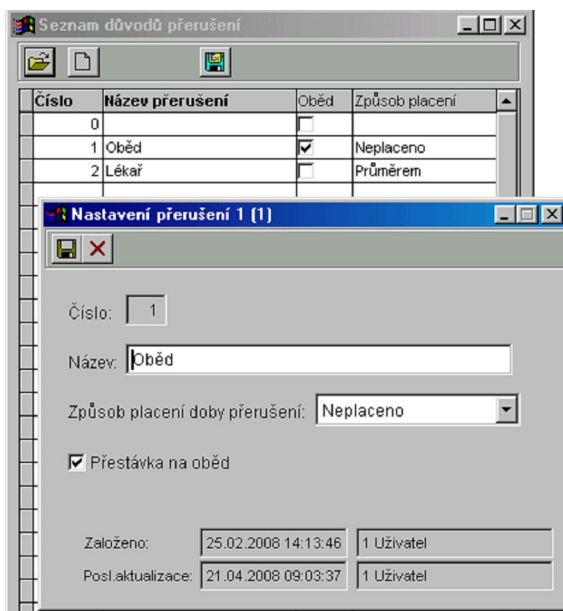 Seznam důvodů přerušení
Číslo Název přerušení Oběd Způsob placení
0
1 Oběd Neplaceno
2 Lékař Průměrem
Nastavení přerušení 1 (1)
Číslo: 1
Název: Oběd
Způsob placení doby přerušení: Neplaceno
Přestávka na oběd
Založeno: 25.02.2008 14:13:46 1 Uživatel
Posl.aktualizace: 21.04.2008 09:03:37 1 Uživatel